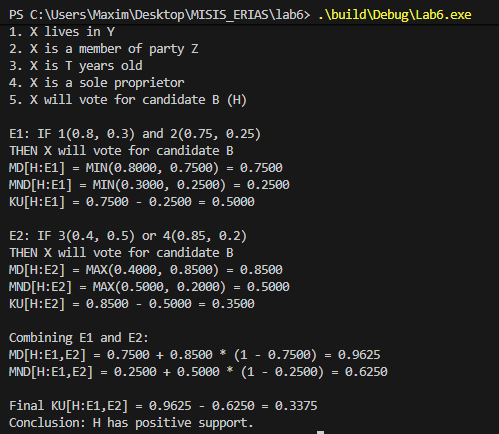 PS C:\Users\Maxim\Desktop\MISIS_ERIAS\lab6> .\build\Debug\Lab6.exe
1. X lives in Y
2. X is a member of party Z
3. X is T years old
4. X is a sole proprietor
5. X will vote for candidate B (H)

E1: IF 1(0.8, 0.3) and 2(0.75, 0.25)
THEN X will vote for candidate B
MD[H:E1] = MIN(0.8000, 0.7500) = 0.7500
MND[H:E1] = MIN(0.3000, 0.2500) = 0.2500
KU[H:E1] = 0.7500 - 0.2500 = 0.5000

E2: IF 3(0.4, 0.5) or 4(0.85, 0.2)
THEN X will vote for candidate B
MD[H:E2] = MAX(0.4000, 0.8500) = 0.8500
MND[H:E2] = MAX(0.5000, 0.2000) = 0.5000
KU[H:E2] = 0.8500 - 0.5000 = 0.3500

Combining E1 and E2:
MD[H:E1,E2] = 0.7500 + 0.8500 * (1 - 0.7500) = 0.9625
MND[H:E1,E2] = 0.2500 + 0.5000 * (1 - 0.2500) = 0.6250

Final KU[H:E1,E2] = 0.9625 - 0.6250 = 0.3375
Conclusion: H has positive support.